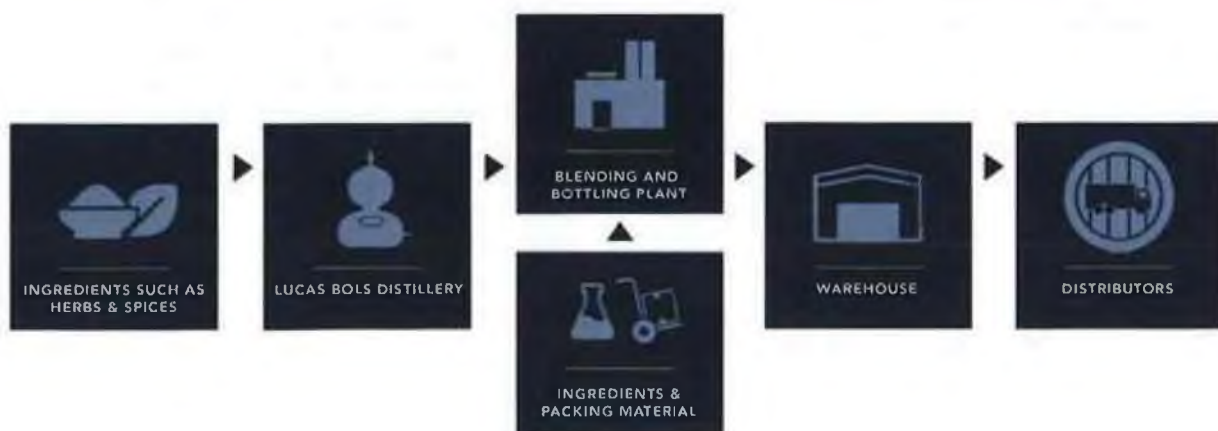 INGREDIENTS SUCH AS
HERBS & SPICES
LUCAS BOLS DISTILLERY
BLENDING AND
BOTTLING PLANT
INGREDIENTS &
PACKING MATERIAL
WAREHOUSE
DISTRIBUTORS